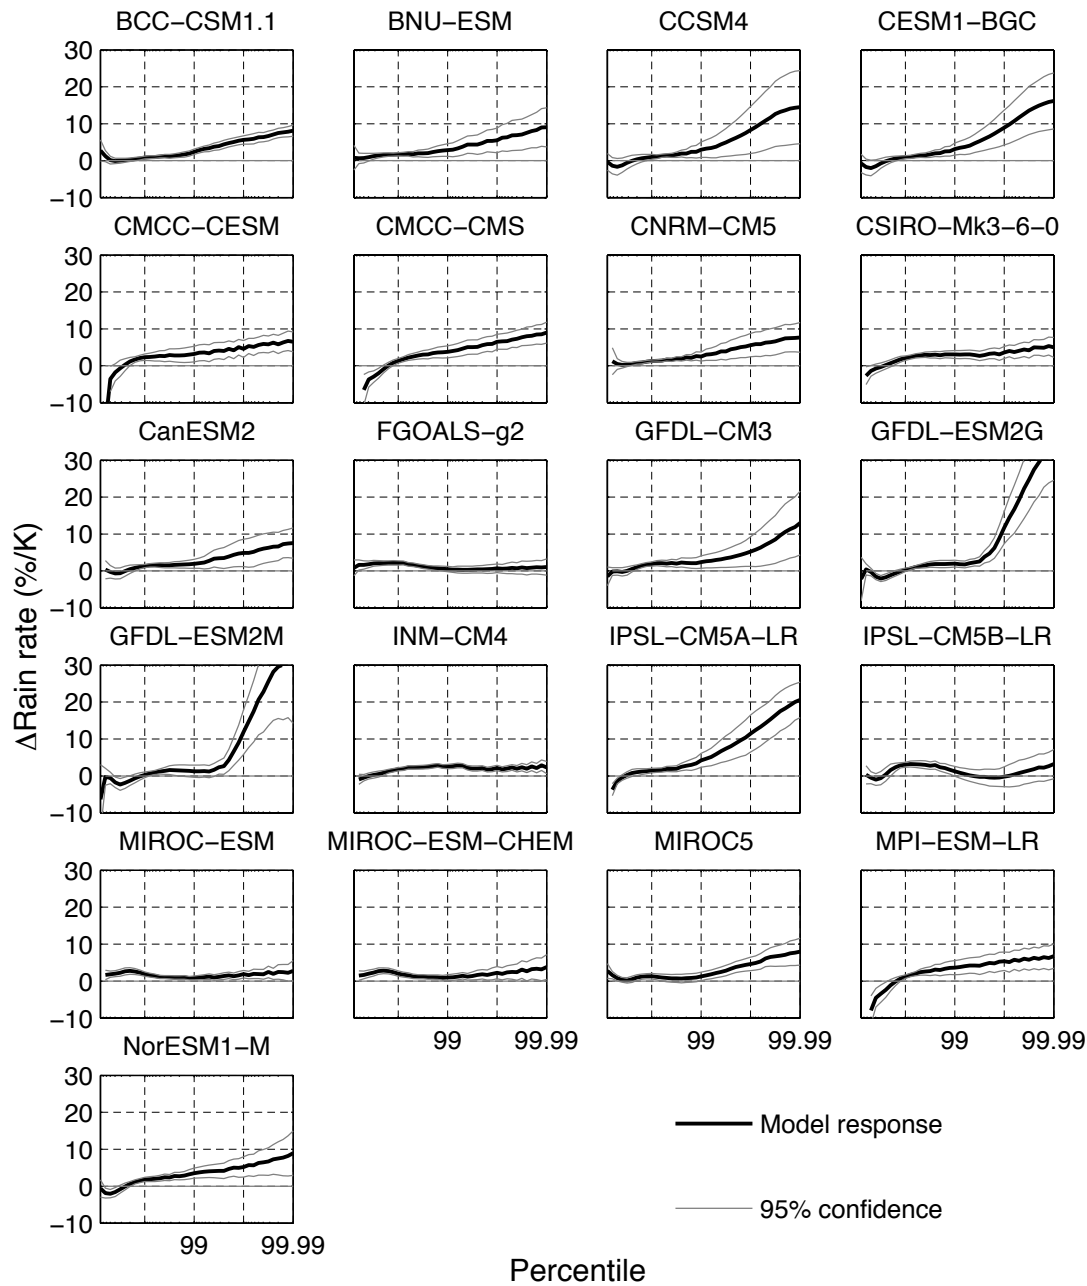 BCC−CSM1.1 BNU−ESM CCSM4 CESM1−BGC
30
20
10
0
−10
CMCC−CESM CMCC−CMS CNRM−CM5 CSIRO−Mk3−6−0
30
20
10
0
−10
CanESM2 FGOALS−g2 GFDL−CM3 GFDL−ESM2G
30
20
10
0
−10
ΔRain rate (%/K)
GFDL−ESM2M INM−CM4 IPSL−CM5A−LR IPSL−CM5B−LR
30
20
10
0
−10
MIROC−ESM MIROC−ESM−CHEM MIROC5 MPI−ESM−LR
30
20
10
0
−10
99 99.99 99 99.99 99 99.99
NorESM1−M
30
20
10
0
−10
99 99.99
Model response
95% confidence
Percentile